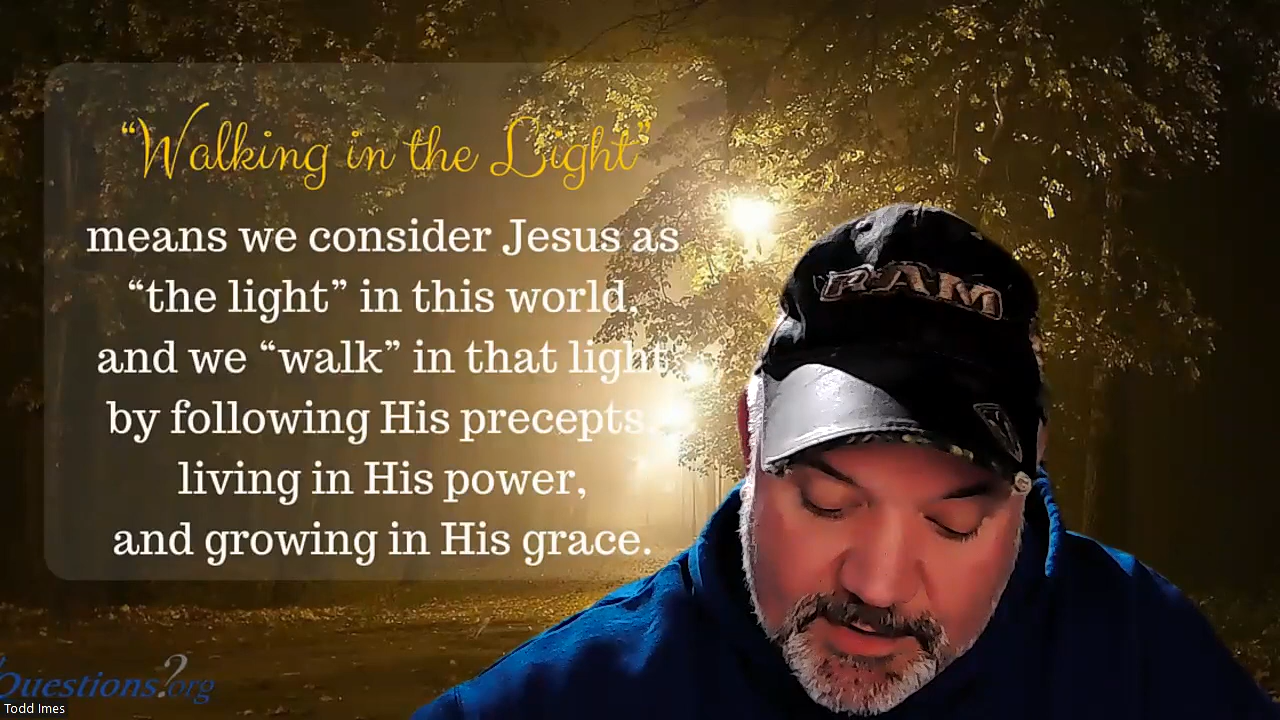 “Walking in the Light”
means we consider Jesus as
“the light” in this world,
and we “walk” in that light
by following His precepts,
living in His power,
and growing in His grace.
RAM
Questions?.org
Todd Imes